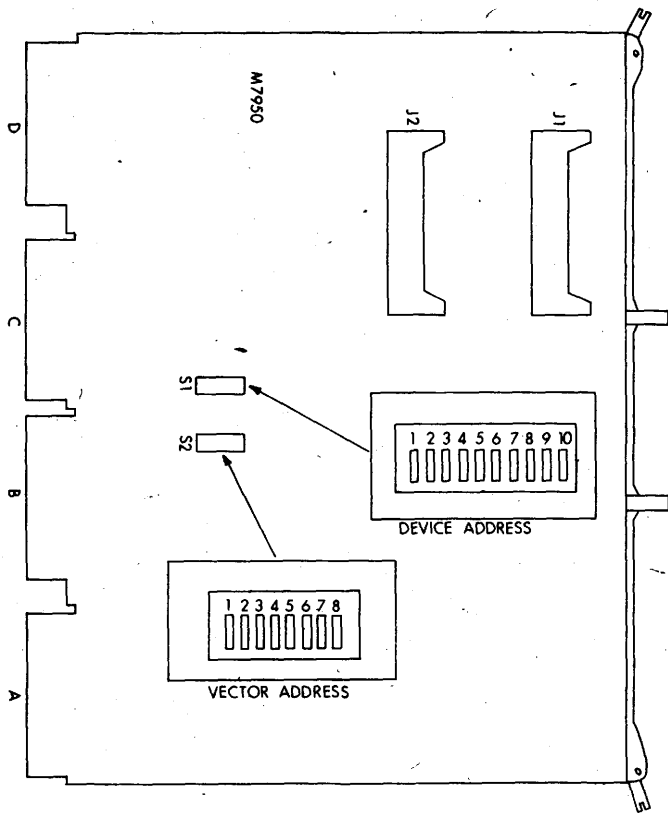 M7950
J2
J1
D
C
B
A
S1
S2
1 2 3 4 5 6 7 8 9 10
DEVICE ADDRESS
1 2 3 4 5 6 7 8
VECTOR ADDRESS